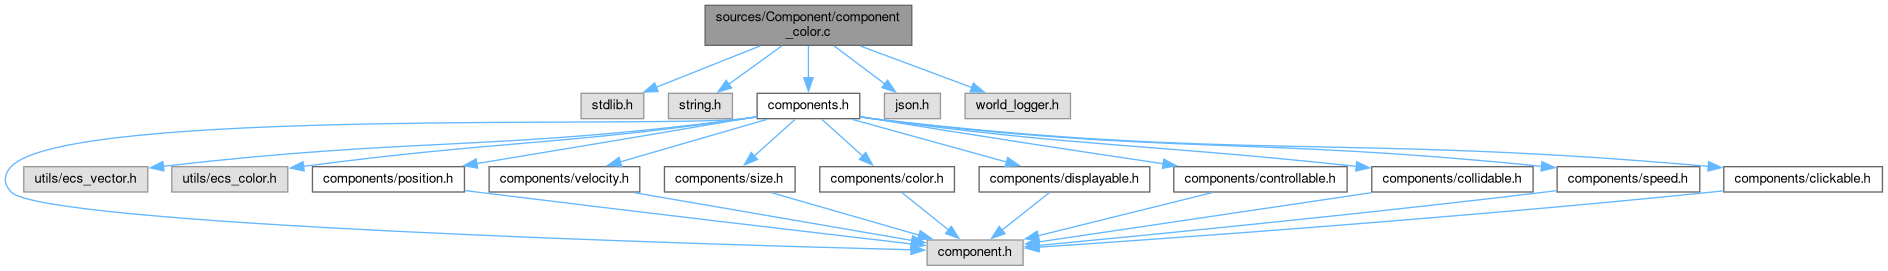 sources/Component/component
_color.c
stdlib.h
string.h
components.h
json.h
world_logger.h
utils/ecs_vector.h
utils/ecs_color.h
components/position.h
components/velocity.h
components/size.h
components/color.h
components/displayable.h
components/controllable.h
components/collidable.h
components/speed.h
components/clickable.h
component.h